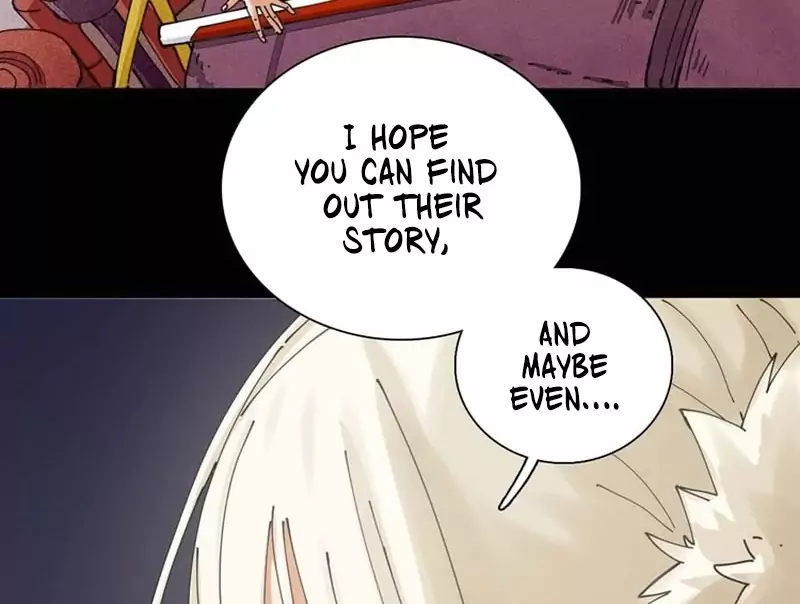 I HOPE
YOU CAN FIND
OUT THEIR
STORY,
AND
MAYBE
EVEN....